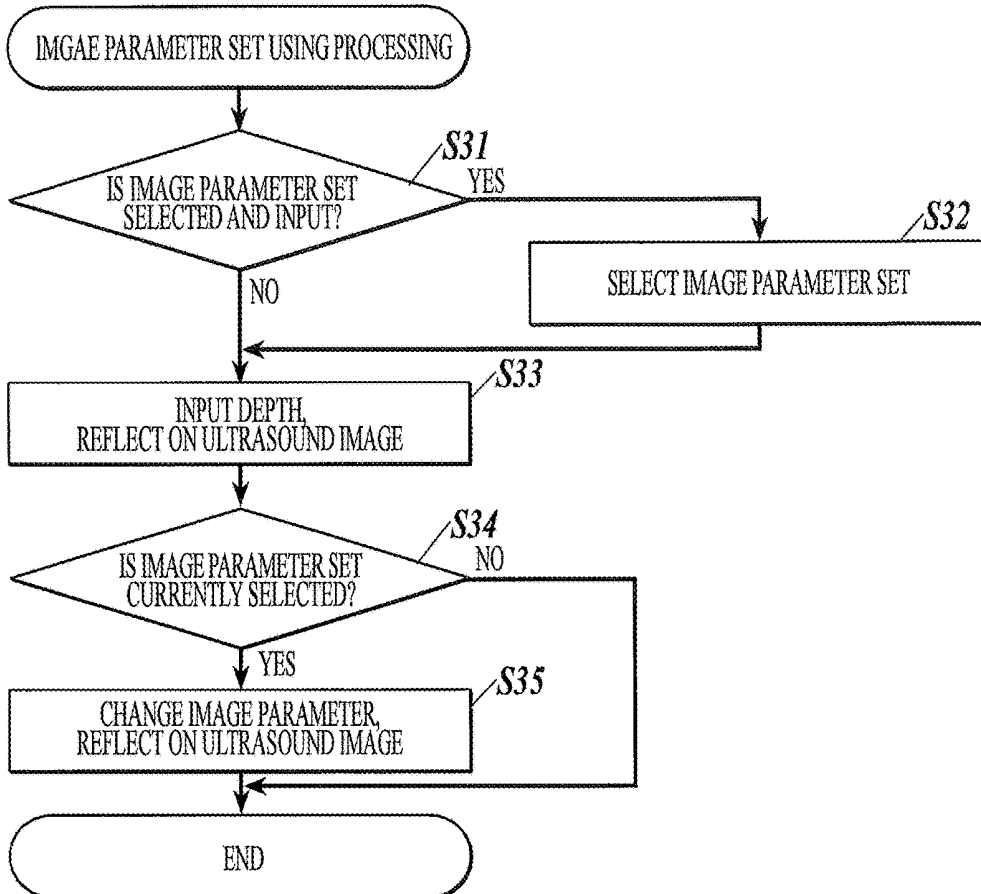 IMGAE PARAMETER SET USING PROCESSING
S31
IS IMAGE PARAMETER SET
SELECTED AND INPUT?
YES
S32
SELECT IMAGE PARAMETER SET
NO
S33
INPUT DEPTH,
REFLECT ON ULTRASOUND IMAGE
S34
IS IMAGE PARAMETER SET
CURRENTLY SELECTED?
NO
YES
S35
CHANGE IMAGE PARAMETER,
REFLECT ON ULTRASOUND IMAGE
END